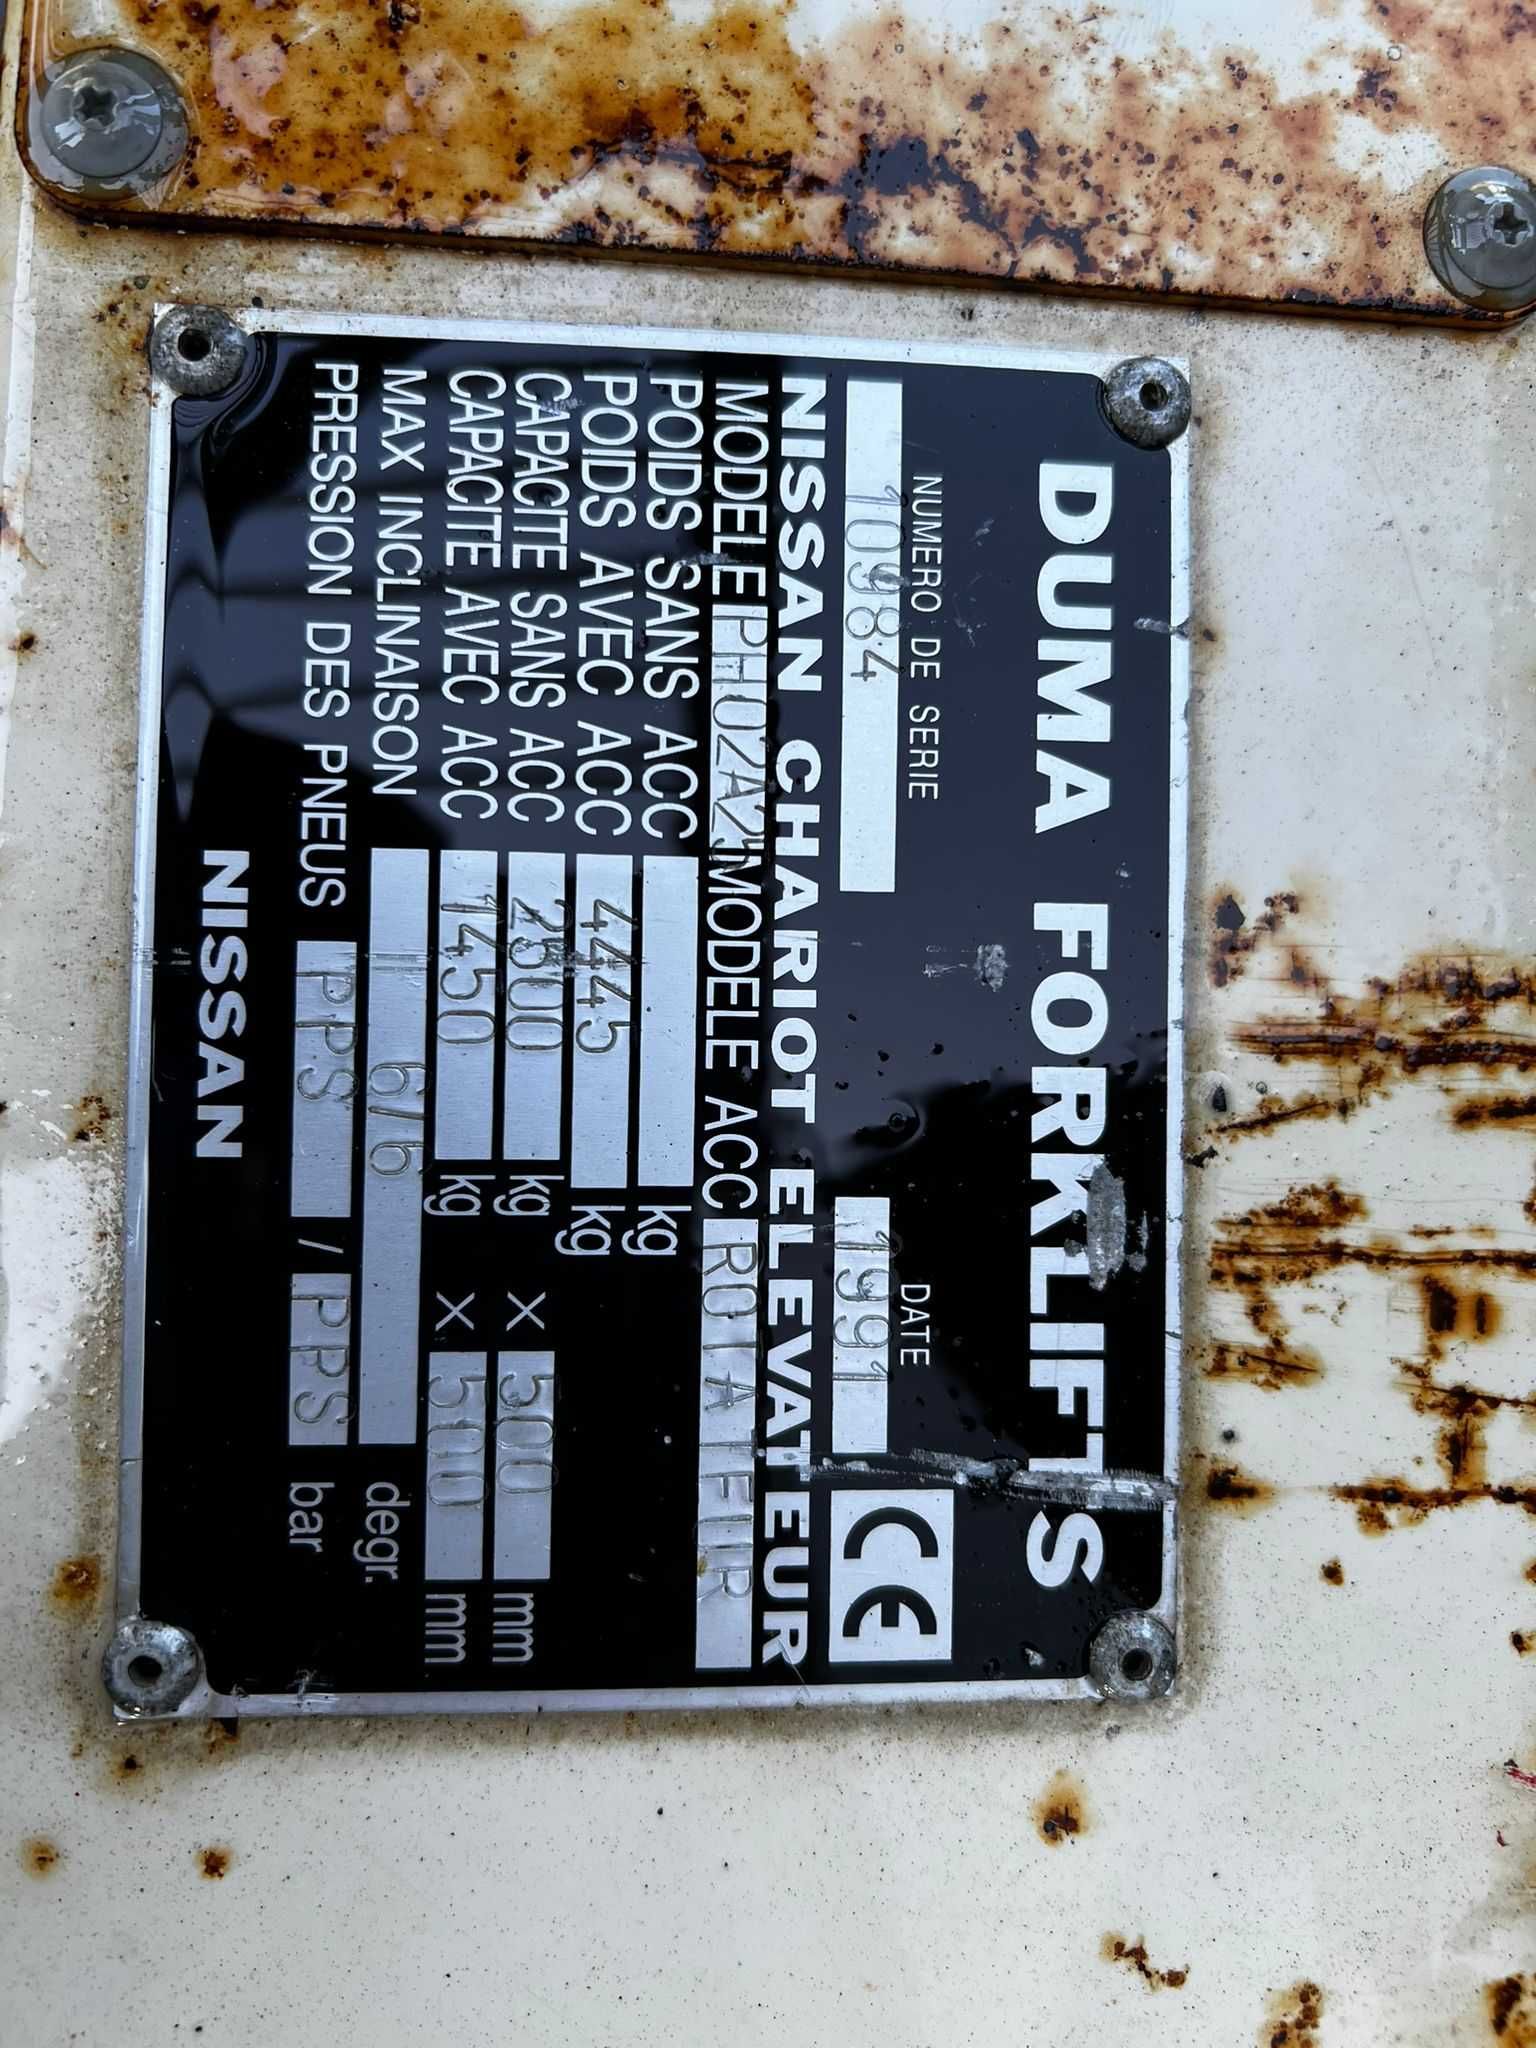 DUMA FORKLIFTS
NUMERO DE SERIE DATE
10984 1991 CE
NISSAN CHARIOT ELEVATEUR
MODELE PH02A25 MODELE ACC ROTATEUR
POIDS SANS ACC kg
POIDS AVEC ACC 4445 kg
CAPACITE SANS ACC 2500 kg X 500 mm
CAPACITE AVEC ACC 1450 kg X 500 mm
MAX INCLINAISON 6/6 degr.
PRESSION DES PNEUS PPS / PPS bar
NISSAN